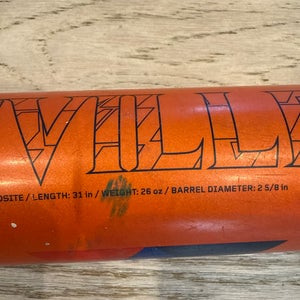 VILL
OSITE / LENGTH: 31 in / WEIGHT: 26 oz / BARREL DIAMETER: 2 5/8 in